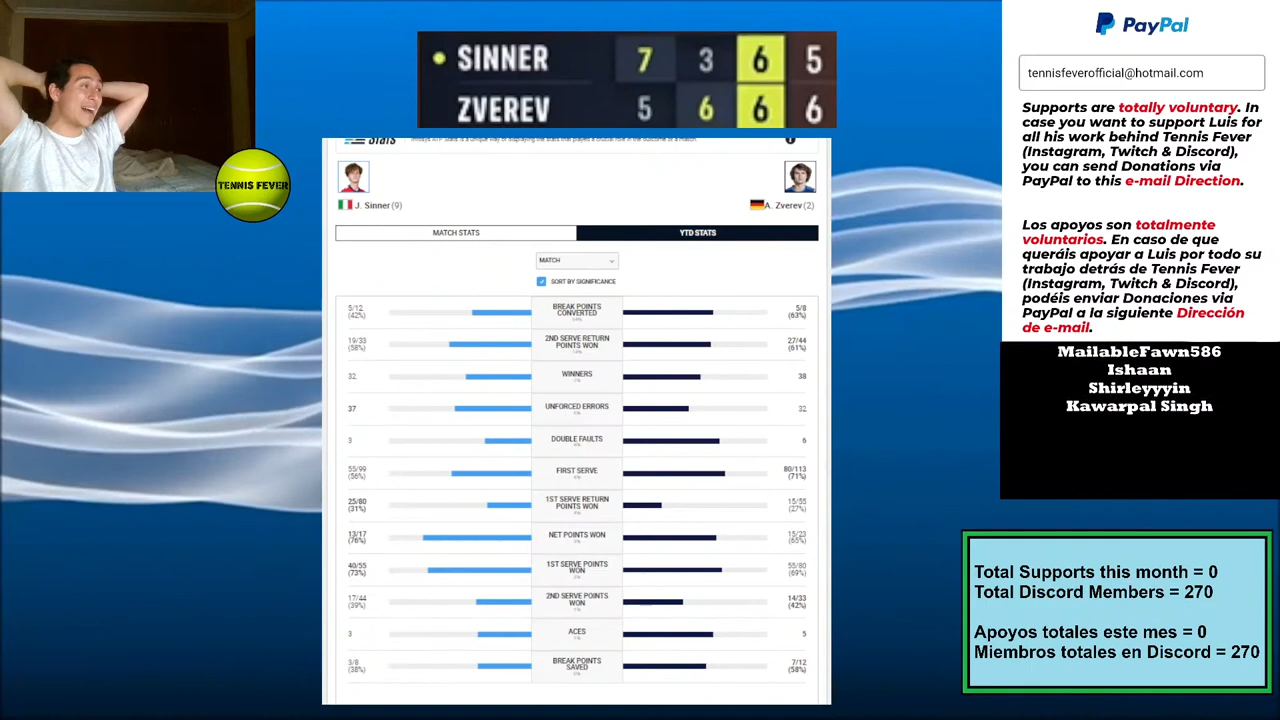 SINNER 7 3 6 5
ZVEREV 5 6 6 6
Stats
J. Sinner (9)
A. Zverev (2)
MATCH STATS
YTD STATS
MATCH
SORT BY SIGNIFICANCE
5/12
(42%)
BREAK POINTS
CONVERTED
5/8
(63%)
19/33
(58%)
2ND SERVE RETURN
POINTS WON
27/44
(61%)
32
WINNERS
38
37
UNFORCED ERRORS
32
3
DOUBLE FAULTS
6
55/99
(56%)
FIRST SERVE
80/113
(71%)
25/80
(31%)
1ST SERVE RETURN
POINTS WON
15/55
(27%)
13/17
(76%)
NET POINTS WON
15/23
(65%)
40/55
(73%)
1ST SERVE POINTS
WON
55/80
(69%)
17/44
(39%)
2ND SERVE POINTS
WON
14/33
(42%)
3
ACES
5
3/8
(38%)
BREAK POINTS
SAVED
7/12
(58%)
TENNIS FEVER
PayPal
tennisfeverofficial@hotmail.com
Supports are totally voluntary. In
case you want to support Luis for
all his work behind Tennis Fever
(Instagram, Twitch & Discord),
you can send Donations via
PayPal to this e-mail Direction.
Los apoyos son totalmente
voluntarios. En caso de que
queráis apoyar a Luis por todo su
trabajo detrás de Tennis Fever
(Instagram, Twitch & Discord),
podéis enviar Donaciones via
PayPal a la siguiente Dirección
de e-mail.
MailableFawn586
Ishaan
Shirleyyyin
Kawarpal Singh
Total Supports this month = 0
Total Discord Members = 270
Apoyos totales este mes = 0
Miembros totales en Discord = 270